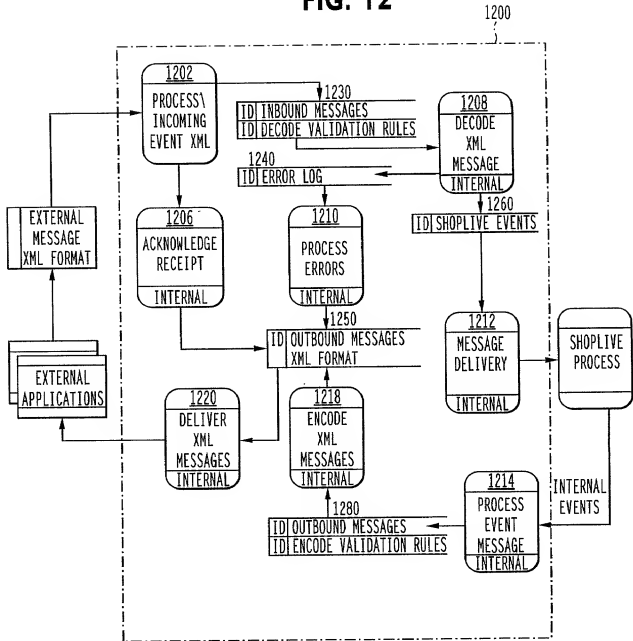 FIG. 12
1200
1202
PROCESS\
INCOMING
EVENT XML
1230
ID INBOUND MESSAGES
ID DECODE VALIDATION RULES
1208
DECODE
XML
MESSAGE
INTERNAL
1240
ID ERROR LOG
1260
ID SHOPLIVE EVENTS
EXTERNAL
MESSAGE
XML FORMAT
1206
ACKNOWLEDGE
RECEIPT
INTERNAL
1210
PROCESS
ERRORS
INTERNAL
1250
ID OUTBOUND MESSAGES
XML FORMAT
1212
MESSAGE
DELIVERY
INTERNAL
SHOPLIVE
PROCESS
EXTERNAL
APPLICATIONS
1220
DELIVER
XML
MESSAGES
INTERNAL
1218
ENCODE
XML
MESSAGES
INTERNAL
1214
PROCESS
EVENT
MESSAGE
INTERNAL
INTERNAL
EVENTS
1280
ID OUTBOUND MESSAGES
ID ENCODE VALIDATION RULES